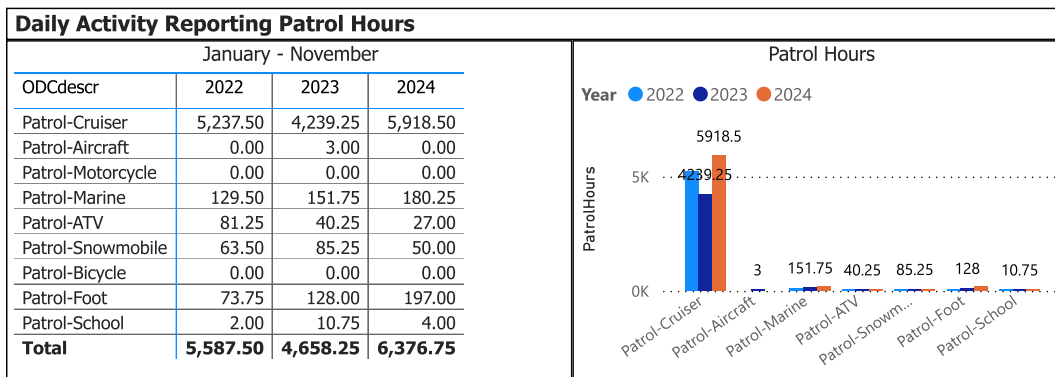 Daily Activity Reporting Patrol Hours
January - November
ODCdescr 2022 2023 2024
Patrol-Cruiser 5,237.50 4,239.25 5,918.50
Patrol-Aircraft 0.00 3.00 0.00
Patrol-Motorcycle 0.00 0.00 0.00
Patrol-Marine 129.50 151.75 180.25
Patrol-ATV 81.25 40.25 27.00
Patrol-Snowmobile 63.50 85.25 50.00
Patrol-Bicycle 0.00 0.00 0.00
Patrol-Foot 73.75 128.00 197.00
Patrol-School 2.00 10.75 4.00
Total 5,587.50 4,658.25 6,376.75
Patrol Hours
Year 2022 2023 2024
5918.5
5K 4239.25
PatrolHours
3 151.75 40.25 85.25 128 10.75
0K
Patrol-Cruiser Patrol-Aircraft Patrol-Marine Patrol-ATV Patrol-Snowm... Patrol-Foot Patrol-School